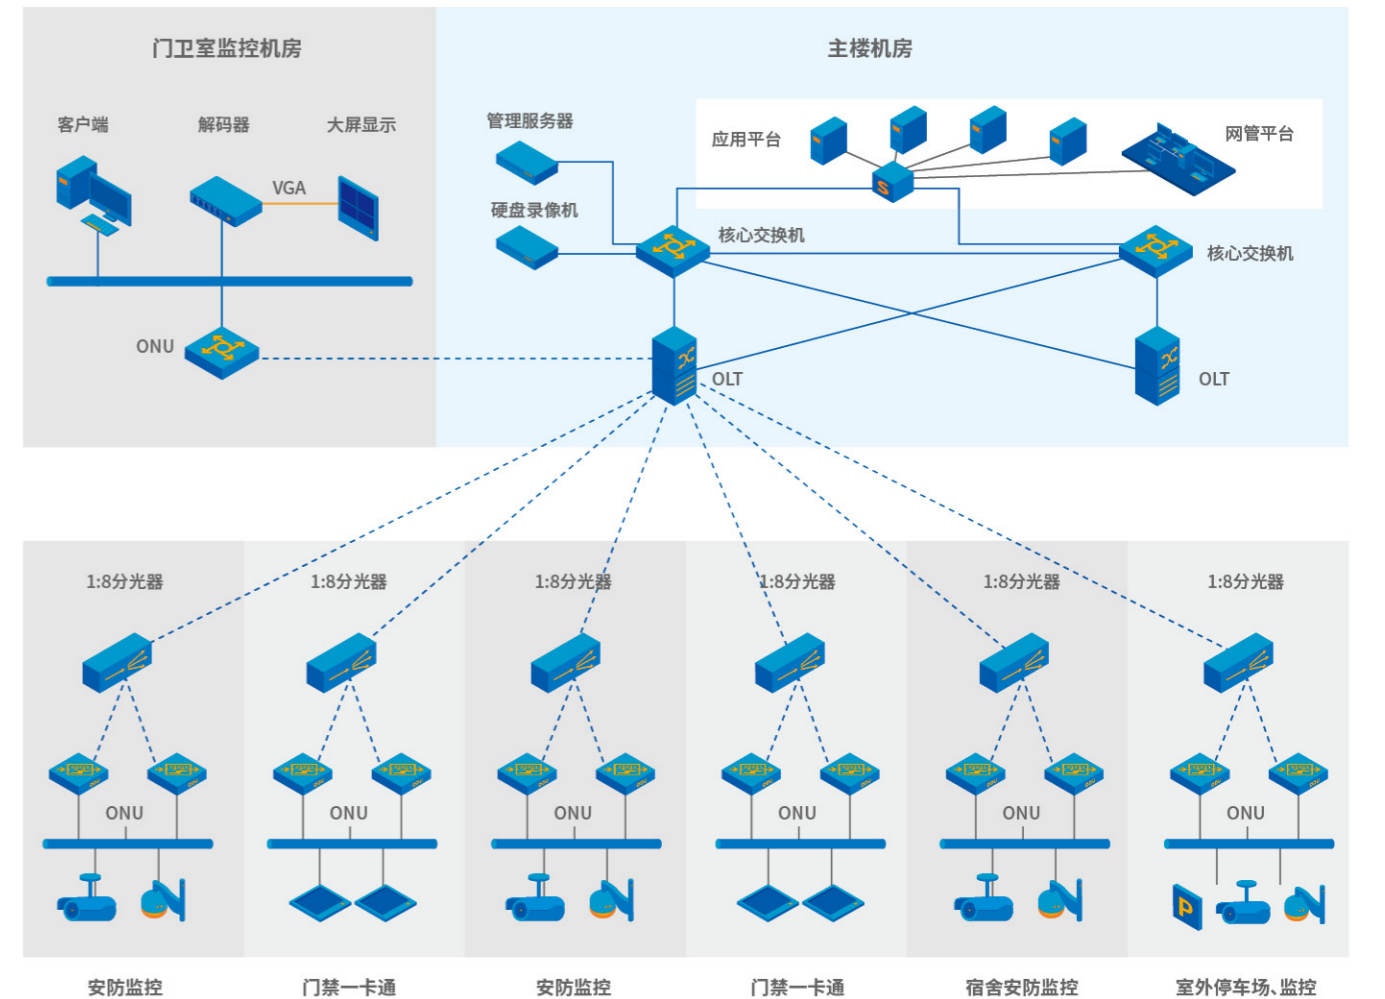 门卫室监控机房
主楼机房
客户端
解码器
大屏显示
管理服务器
应用平台
网管平台
VGA
S
硬盘录像机
核心交换机
核心交换机
ONU
OLT
OLT
1:8分光器
1:8分光器
1:8分光器
1:8分光器
1:8分光器
1:8分光器
ONU
ONU
ONU
ONU
ONU
ONU
P
安防监控
门禁一卡通
安防监控
门禁一卡通
宿舍安防监控
室外停车场、监控